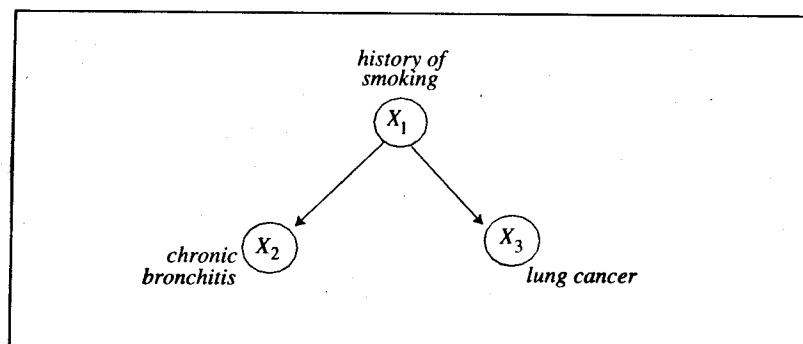 history of
smoking
X1
X2
X3
chronic
bronchitis
lung cancer